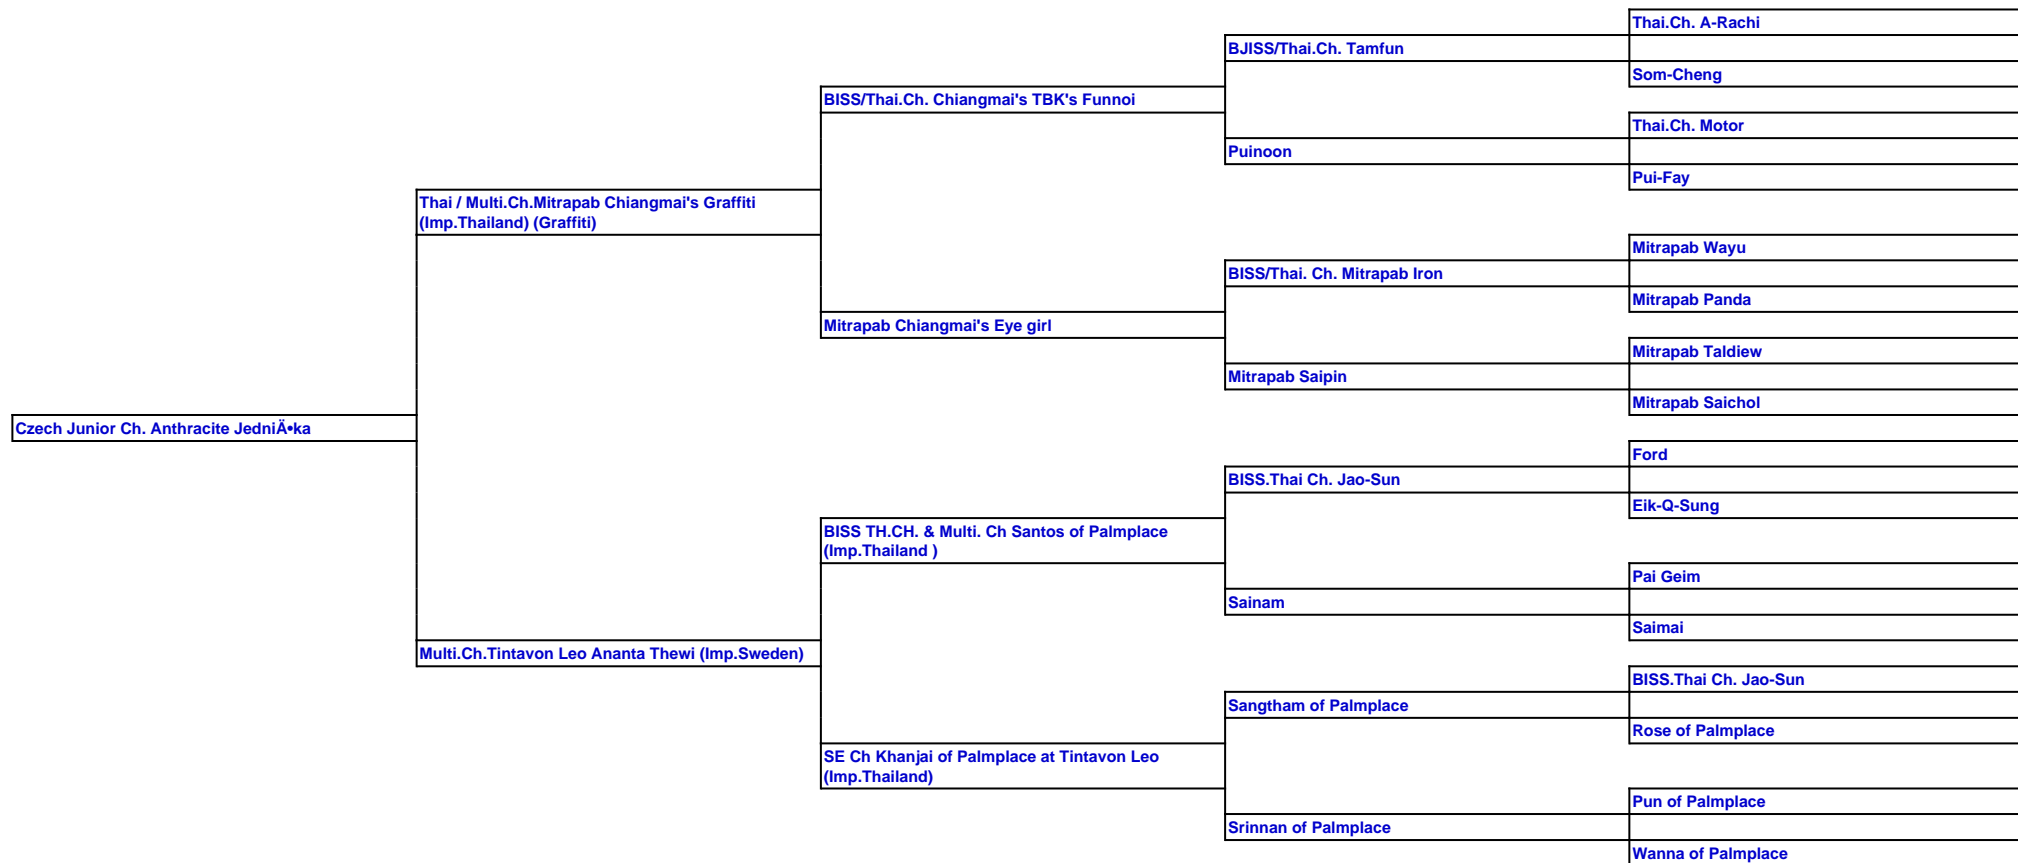 Thai.Ch. A-Rachi
BJISS/Thai.Ch. Tamfun
Som-Cheng
BISS/Thai.Ch. Chiangmai's TBK's Funnoi
Thai.Ch. Motor
Puinoon
Pui-Fay
Thai / Multi.Ch.Mitrapab Chiangmai's Graffiti
(Imp.Thailand) (Graffiti)
Mitrapab Wayu
BISS/Thai. Ch. Mitrapab Iron
Mitrapab Panda
Mitrapab Chiangmai's Eye girl
Mitrapab Taldiew
Mitrapab Saipin
Mitrapab Saichol
Czech Junior Ch. Anthracite JedniÄ•ka
Ford
BISS.Thai Ch. Jao-Sun
Eik-Q-Sung
BISS TH.CH. & Multi. Ch Santos of Palmplace
(Imp.Thailand )
Pai Geim
Sainam
Saimai
Multi.Ch.Tintavon Leo Ananta Thewi (Imp.Sweden)
BISS.Thai Ch. Jao-Sun
Sangtham of Palmplace
Rose of Palmplace
SE Ch Khanjai of Palmplace at Tintavon Leo
(Imp.Thailand)
Pun of Palmplace
Srinnan of Palmplace
Wanna of Palmplace